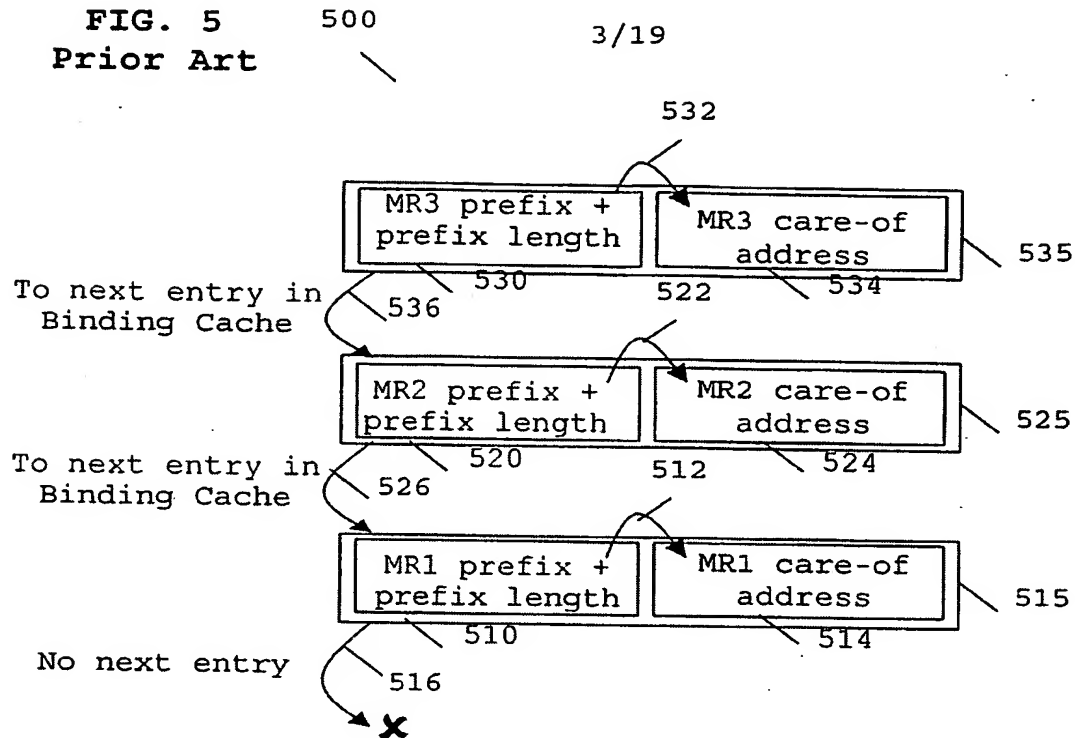 FIG. 5
Prior Art
500
3/19
532
MR3 prefix +
prefix length
MR3 care-of
address
535
530
534
To next entry in
Binding Cache
536
522
MR2 prefix +
prefix length
MR2 care-of
address
525
520
524
To next entry in
Binding Cache
526
512
MR1 prefix +
prefix length
MR1 care-of
address
515
510
514
No next entry
516
x